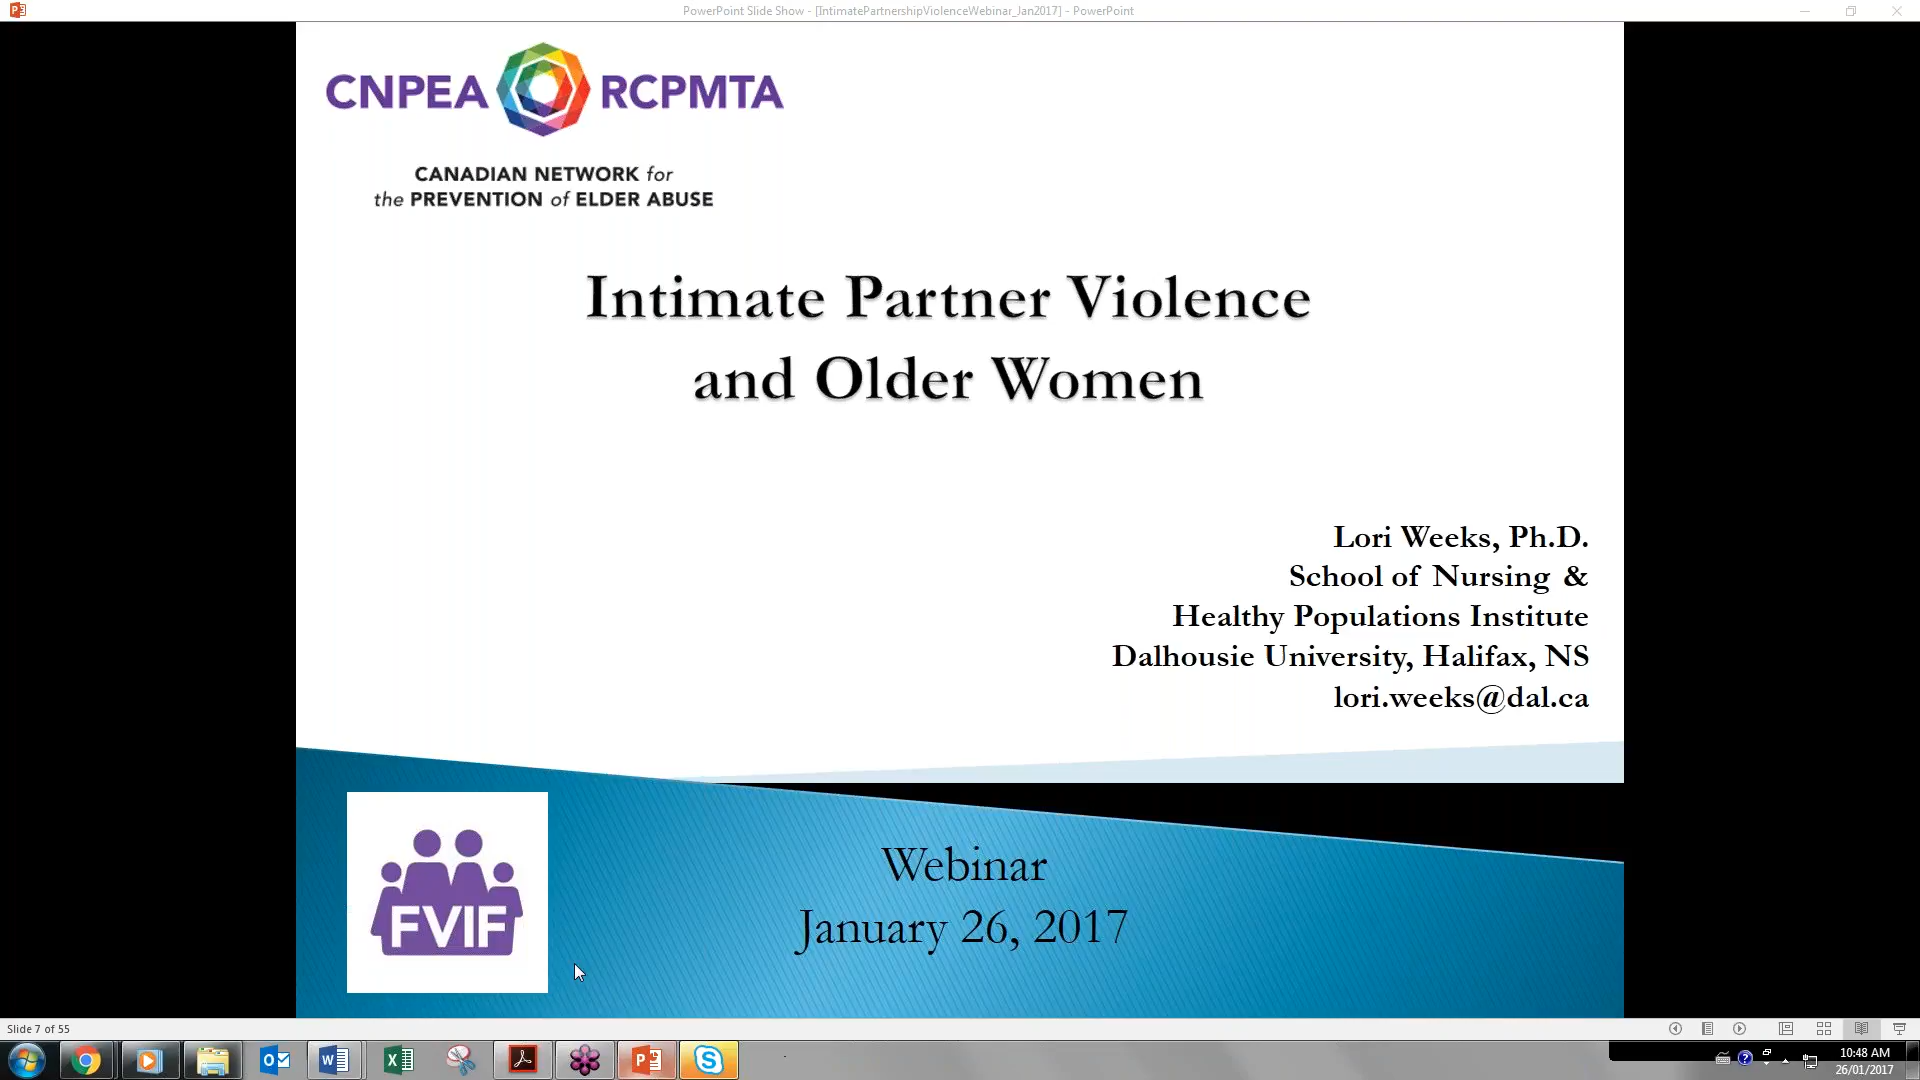 PowerPoint Slide Show - [IntimatePartnershipViolenceWebinar_Jan2017] - PowerPoint
CNPEA RCPMTA
CANADIAN NETWORK for
the PREVENTION of ELDER ABUSE
Intimate Partner Violence
and Older Women
Lori Weeks, Ph.D.
School of Nursing &
Healthy Populations Institute
Dalhousie University, Halifax, NS
lori.weeks@dal.ca
FVIF
Webinar
January 26, 2017
Slide 7 of 55
10:48 AM
26/01/2017